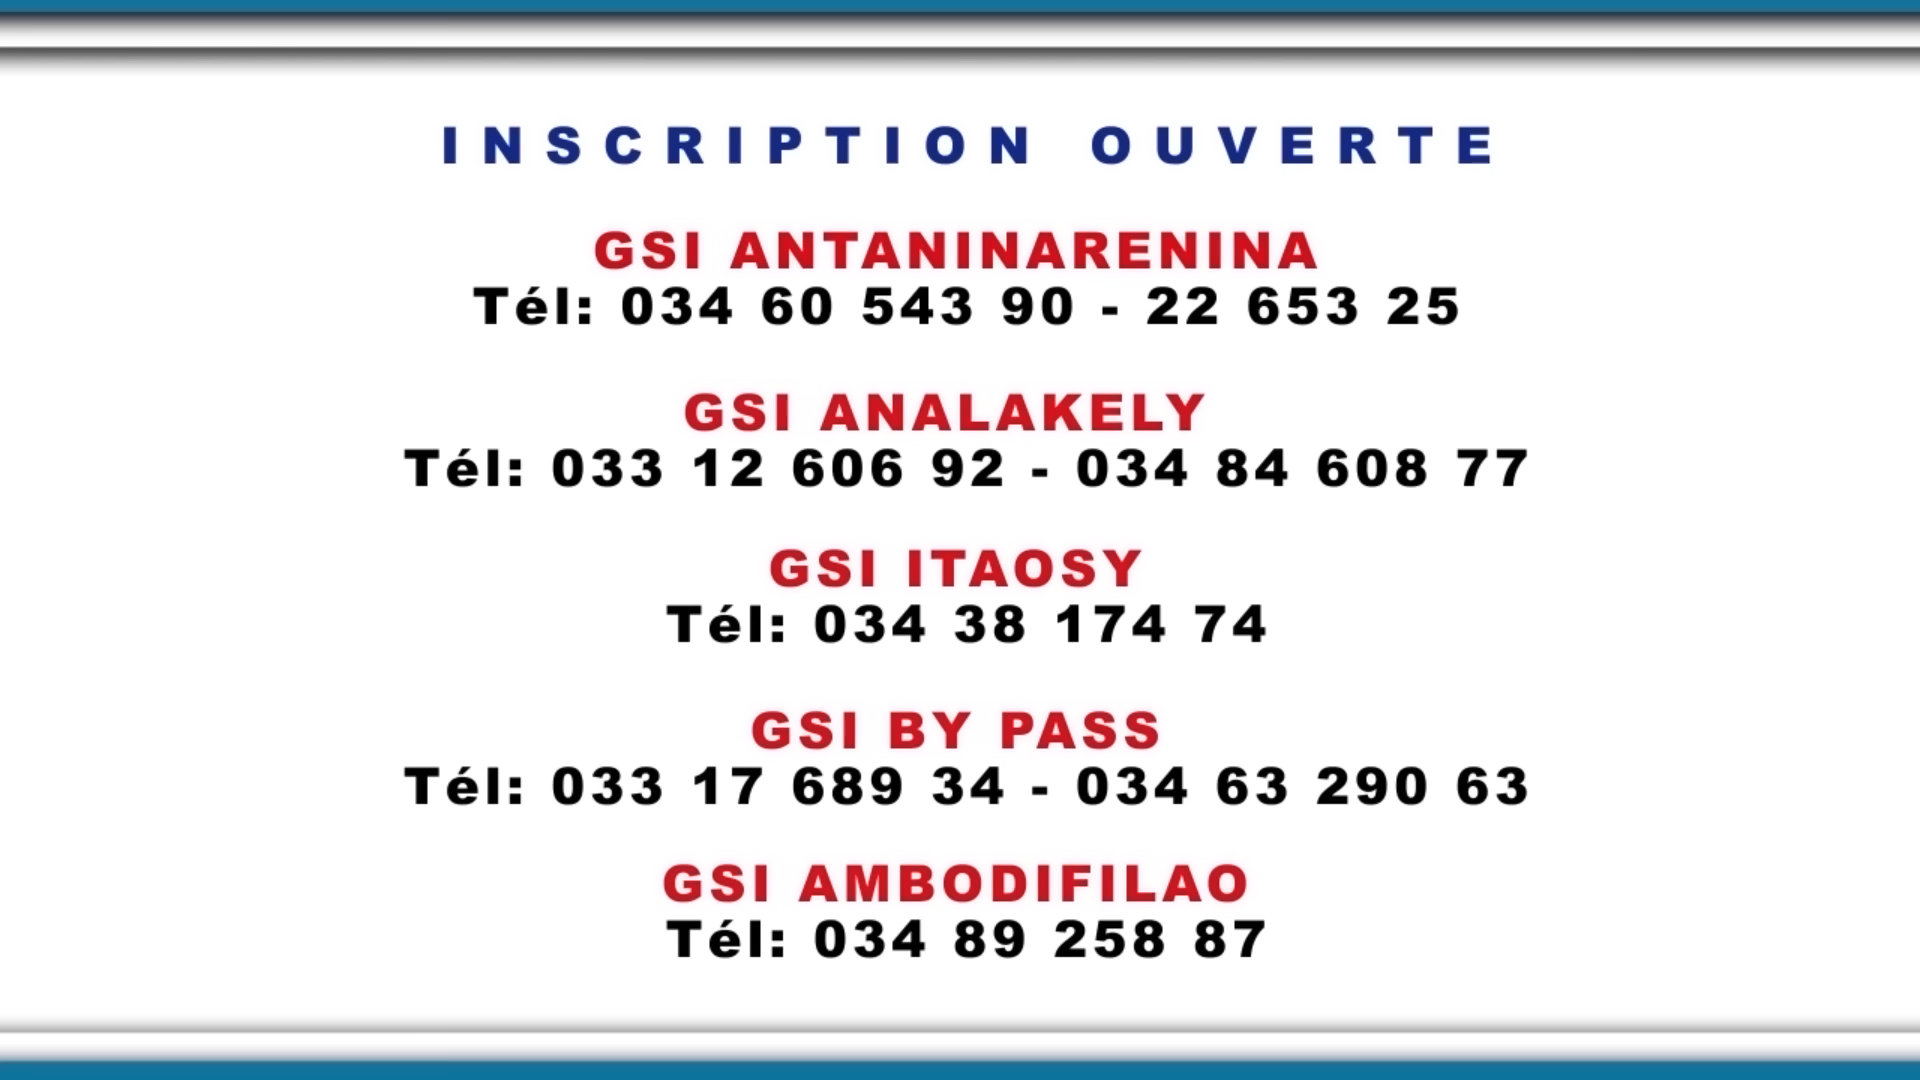 INSCRIPTION OUVERTE
GSI ANTANINARENINA
Tél: 034 60 543 90 - 22 653 25
GSI ANALAKELY
Tél: 033 12 606 92 - 034 84 608 77
GSI ITAOSY
Tél: 034 38 174 74
GSI BY PASS
Tél: 033 17 689 34 - 034 63 290 63
GSI AMBODIFILAO
Tél: 034 89 258 87